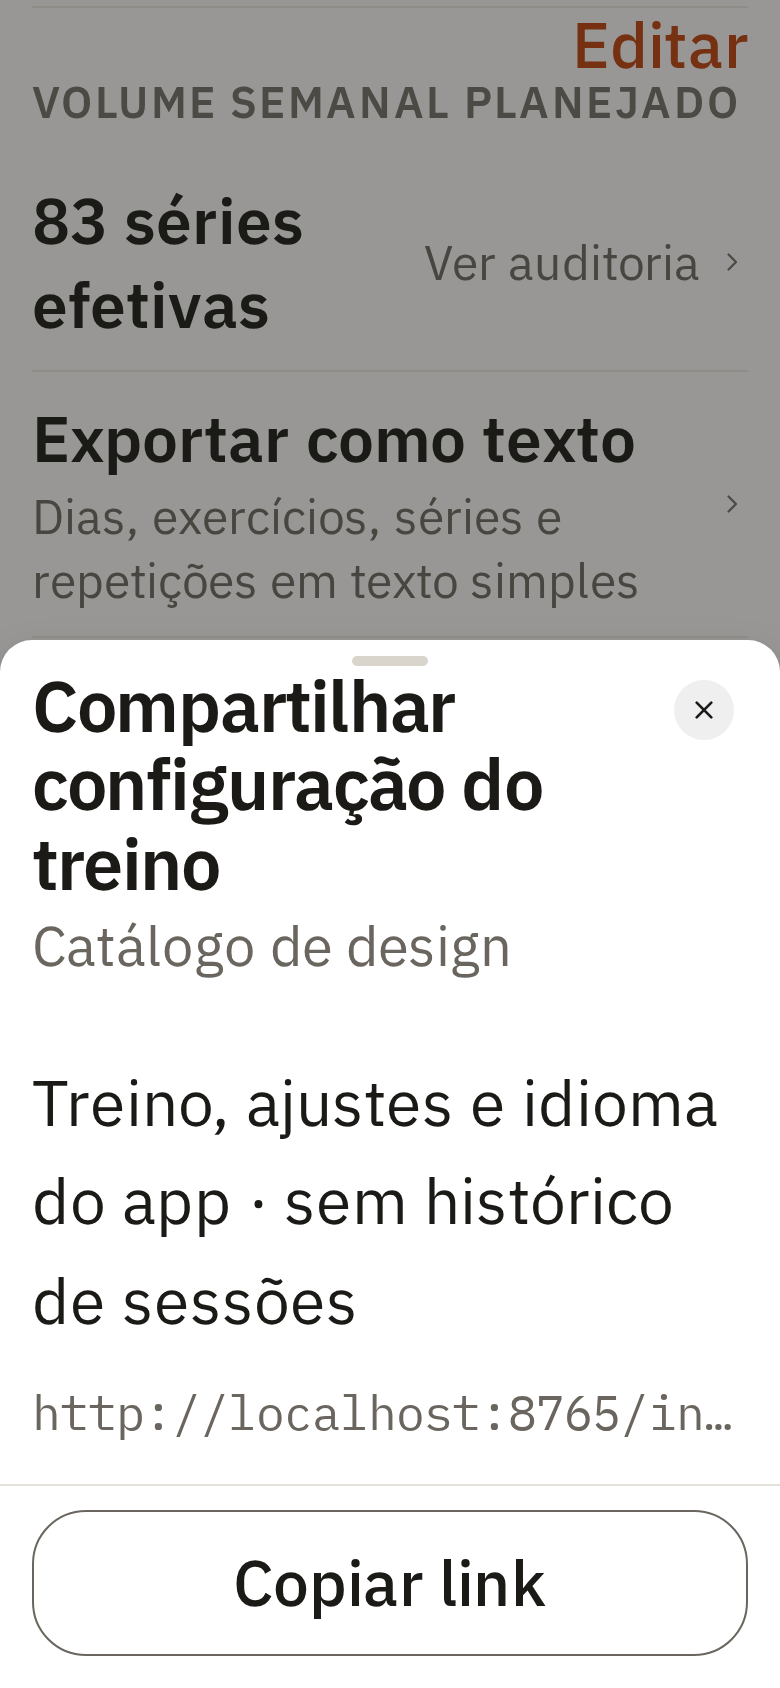 Editar
VOLUME SEMANAL PLANEJADO
83 séries
efetivas
Ver auditoria
Exportar como texto
Dias, exercícios, séries e
repetições em texto simples
Compartilhar
configuração do
treino
Catálogo de design
Treino, ajustes e idioma
do app · sem histórico
de sessões
http://localhost:8765/in…
Copiar link